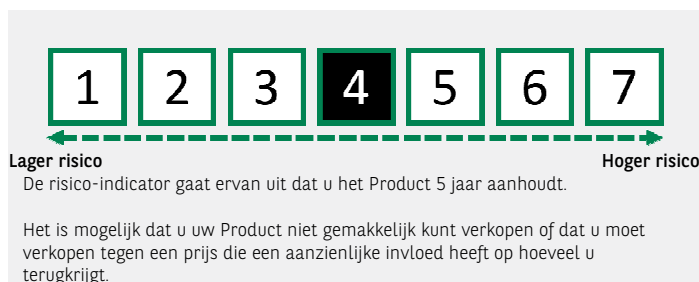 1 2 3 4 5 6 7
Lager risico Hoger risico
De risico-indicator gaat ervan uit dat u het Product 5 jaar aanhoudt.
Het is mogelijk dat u uw Product niet gemakkelijk kunt verkopen of dat u moet
verkopen tegen een prijs die een aanzienlijke invloed heeft op hoeveel u
terugkrijgt.